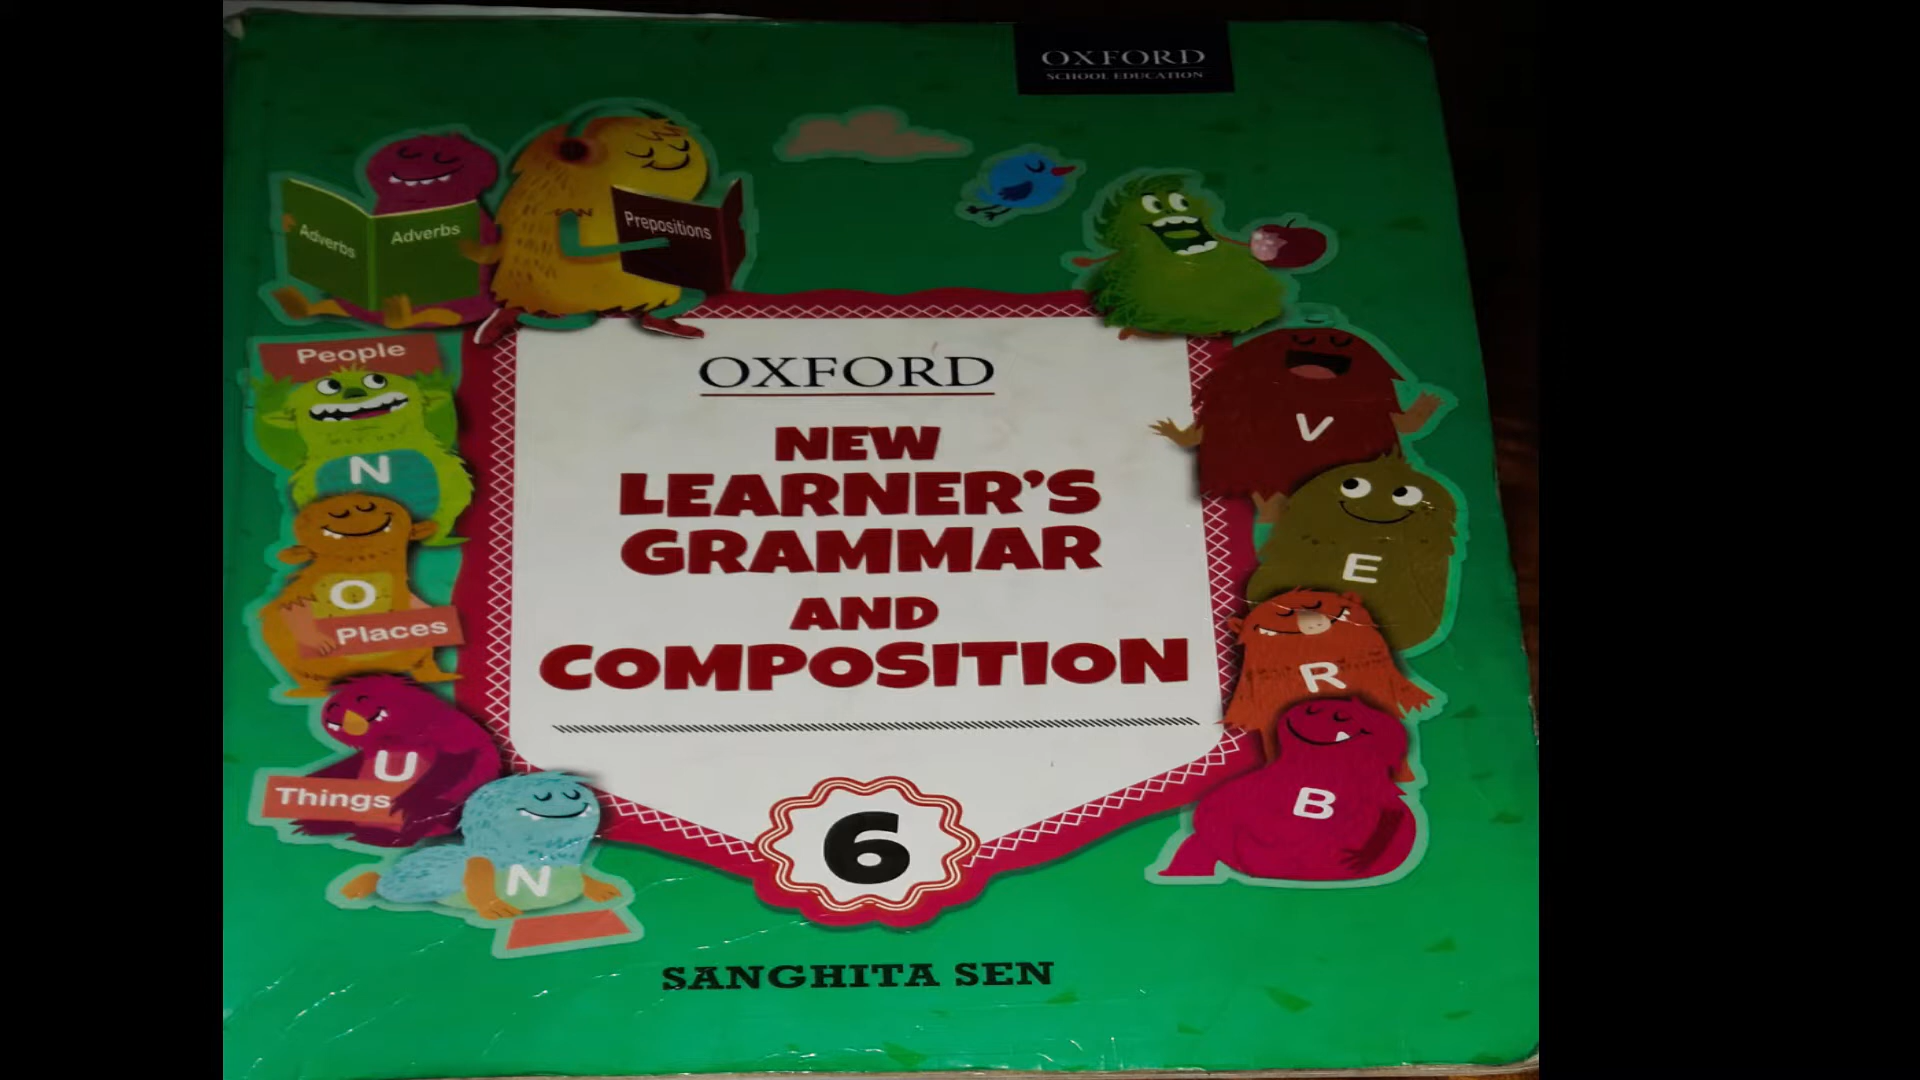 OXFORD
SCHOOL EDUCATION
Adverbs
Adverbs
Prepositions
People
N
O
Places
U
Things
N
OXFORD
NEW
LEARNER'S
GRAMMAR
AND
COMPOSITION
6
V
E
R
B
SANGHITA SEN